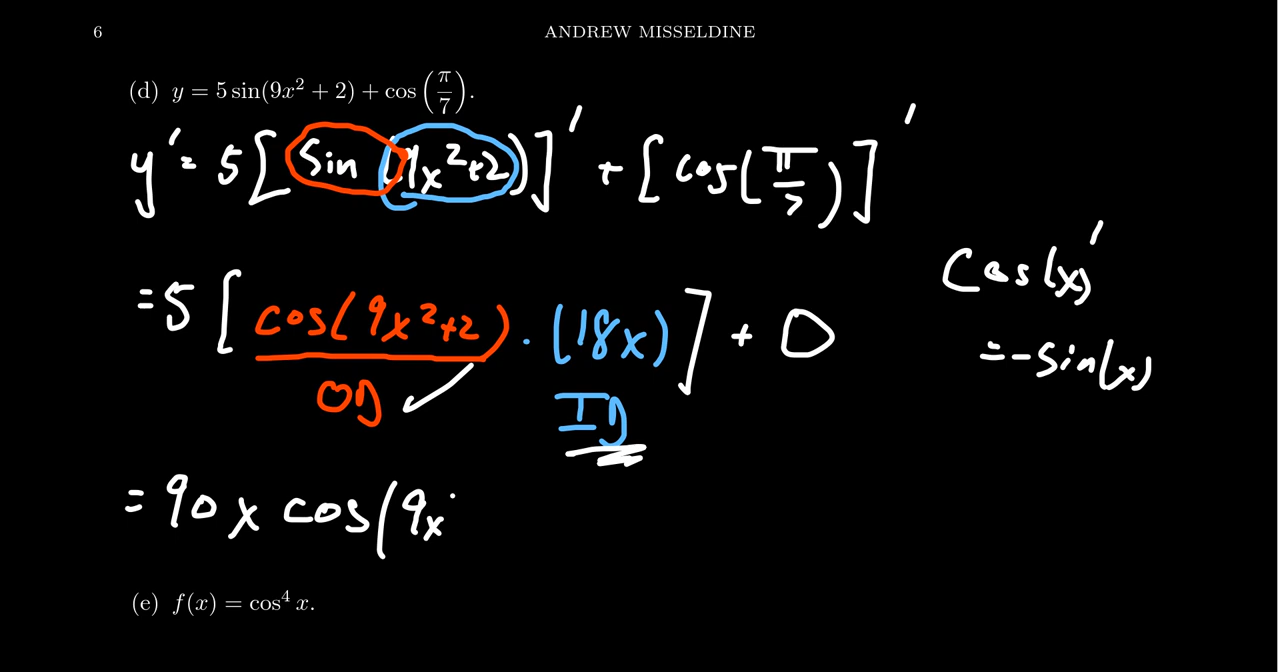 6 ANDREW MISSELDINE
(d) y = 5 sin(9x² + 2) + cos(π/7).
y' = 5[sin(9x²+2)]' + [cos(π/7)]'
= 5[cos(9x²+2) · (18x)] + 0
OD ID
cos(x)'
= -sin(x)
= 90x cos(9x
(e) f(x) = cos⁴ x.